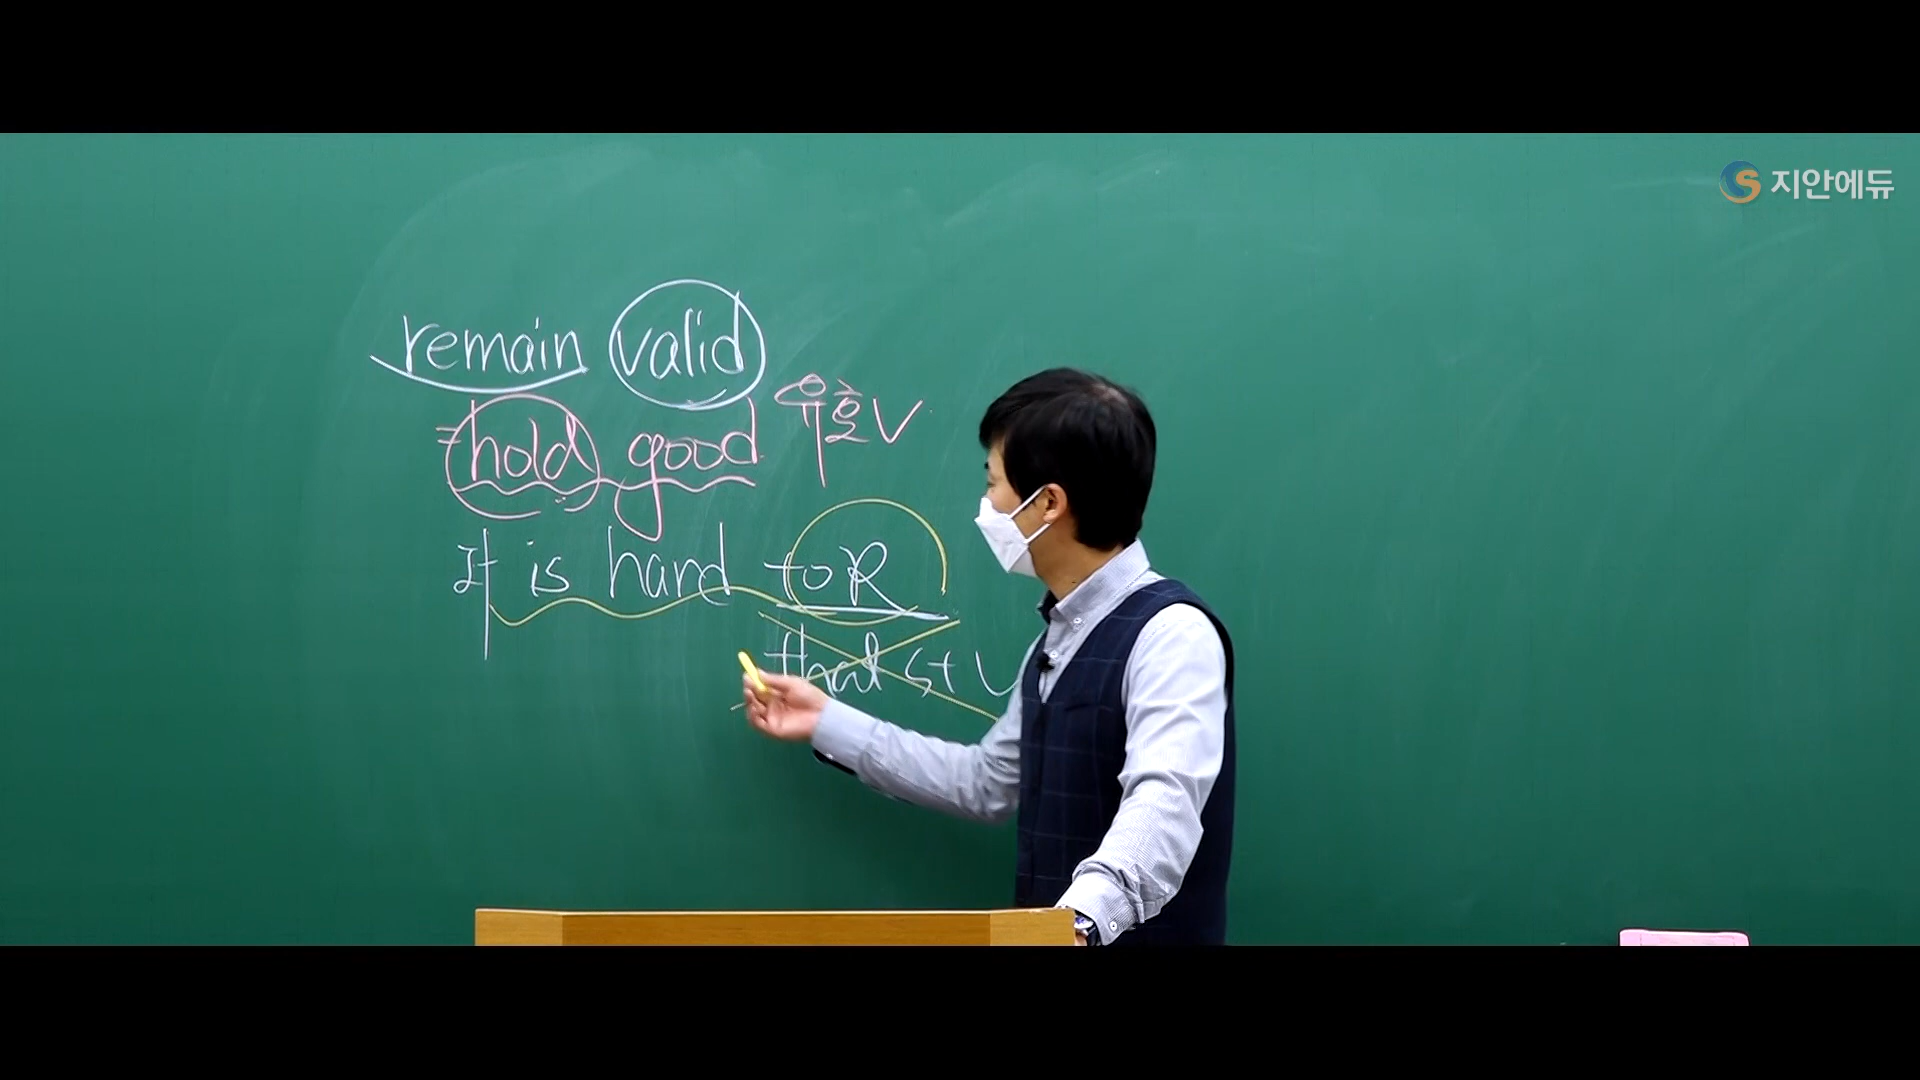 지안에듀
remain valid
=hold good 유효V
It is hard to R
that S+V